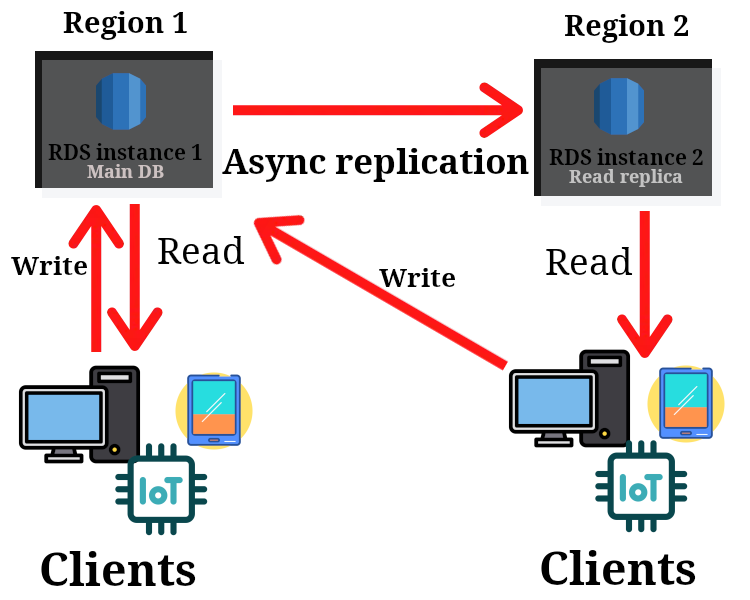 Region 1
Region 2
RDS instance 1
Main DB
Async replication
RDS instance 2
Read replica
Write
Read
Write
Read
IoT
IoT
Clients
Clients